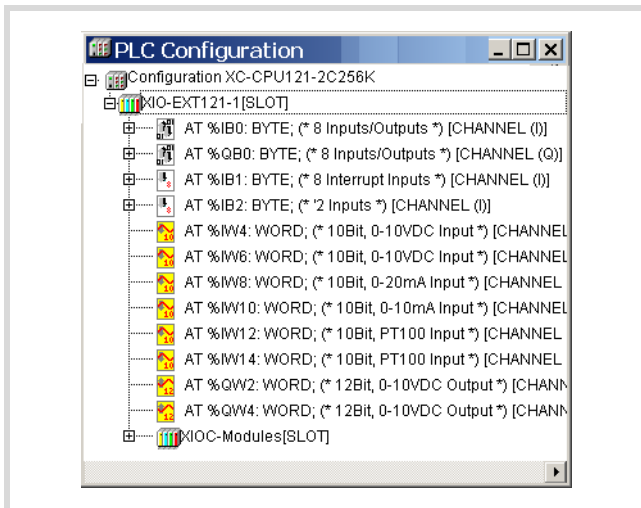 PLC Configuration
Configuration XC-CPU121-2C256K
XIO-EXT121-1[SLOT]
AT %IB0: BYTE; (* 8 Inputs/Outputs *) [CHANNEL (I)]
AT %QB0: BYTE; (* 8 Inputs/Outputs *) [CHANNEL (Q)]
AT %IB1: BYTE; (* 8 Interrupt Inputs *) [CHANNEL (I)]
AT %IB2: BYTE; (* '2 Inputs *) [CHANNEL (I)]
AT %IW4: WORD; (* 10Bit, 0-10VDC Input *) [CHANNEL
AT %IW6: WORD; (* 10Bit, 0-10VDC Input *) [CHANNEL
AT %IW8: WORD; (* 10Bit, 0-20mA Input *) [CHANNEL
AT %IW10: WORD; (* 10Bit, 0-10mA Input *) [CHANNEL
AT %IW12: WORD; (* 10Bit, PT100 Input *) [CHANNEL
AT %IW14: WORD; (* 10Bit, PT100 Input *) [CHANNEL
AT %QW2: WORD; (* 12Bit, 0-10VDC Output *) [CHANN
AT %QW4: WORD; (* 12Bit, 0-10VDC Output *) [CHANN
XIOC-Modules[SLOT]